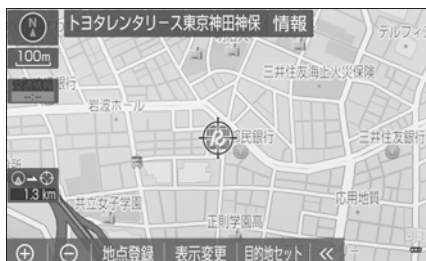 トヨタレンタリース東京神田神保 情報
デルフィ
100m
三井住友海上火災保険
銀行
岩波ホール
民銀行
三井住友銀行
1.3 km
共立女子学園
応用地質
正則学園高
地点登録 表示変更 目的地セット